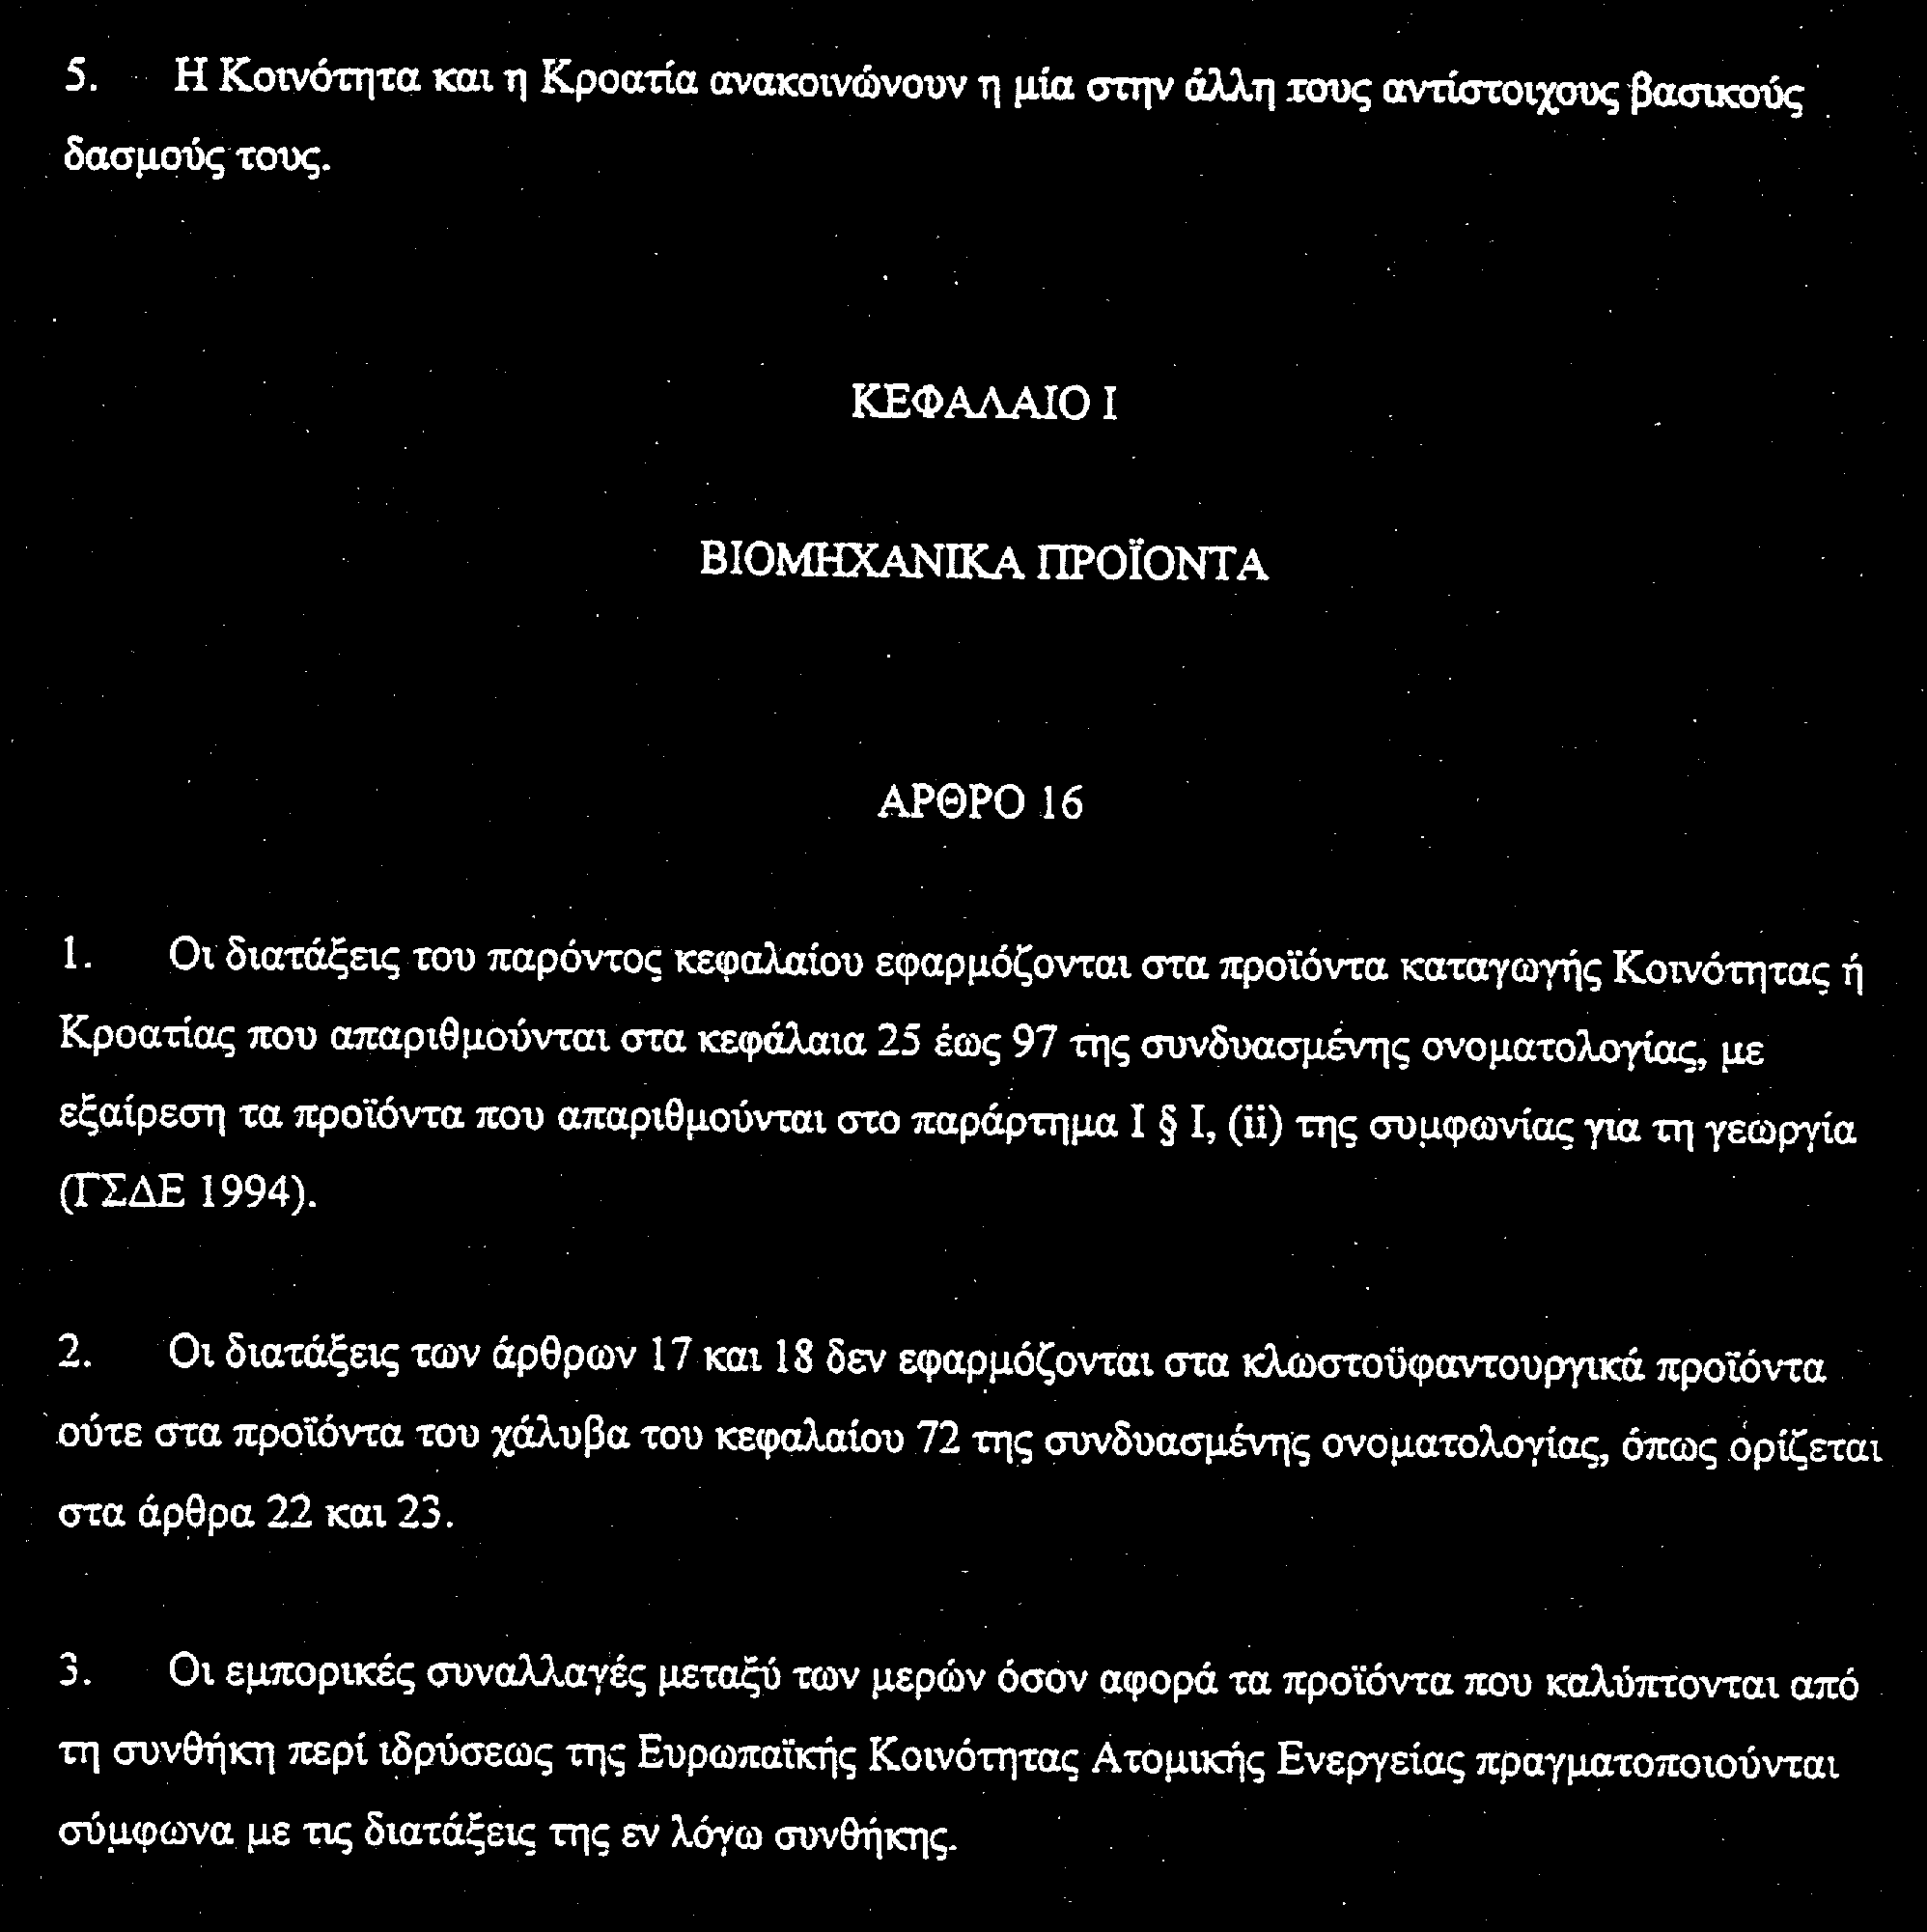 5. Η Κοινότητα και η Κροατία ανακοινώνουν η μία στην άλλη τους αντίστοιχους βασικούς
δασμούς τους.
ΚΕΦΑΛΑΙΟ Ι
ΒΙΟΜΗΧΑΝΙΚΑ ΠΡΟΪΟΝΤΑ
ΑΡΘΡΟ 16
1. Οι διατάξεις του παρόντος κεφαλαίου εφαρμόζονται στα προϊόντα καταγωγής Κοινότητας ή
Κροατίας που απαριθμούνται στα κεφάλαια 25 έως 97 της συνδυασμένης ονοματολογίας, με
εξαίρεση τα προϊόντα που απαριθμούνται στο παράρτημα Ι § Ι, (ii) της συμφωνίας για τη γεωργία
(ΓΣΔΕ 1994).
2. Οι διατάξεις των άρθρων 17 και 18 δεν εφαρμόζονται στα κλωστοϋφαντουργικά προϊόντα
ούτε στα προϊόντα του χάλυβα του κεφαλαίου 72 της συνδυασμένης ονοματολογίας, όπως ορίζεται
στα άρθρα 22 και 23.
3. Οι εμπορικές συναλλαγές μεταξύ των μερών όσον αφορά τα προϊόντα που καλύπτονται από
τη συνθήκη περί ιδρύσεως της Ευρωπαϊκής Κοινότητας Ατομικής Ενεργείας πραγματοποιούνται
σύμφωνα με τις διατάξεις της εν λόγω συνθήκης.